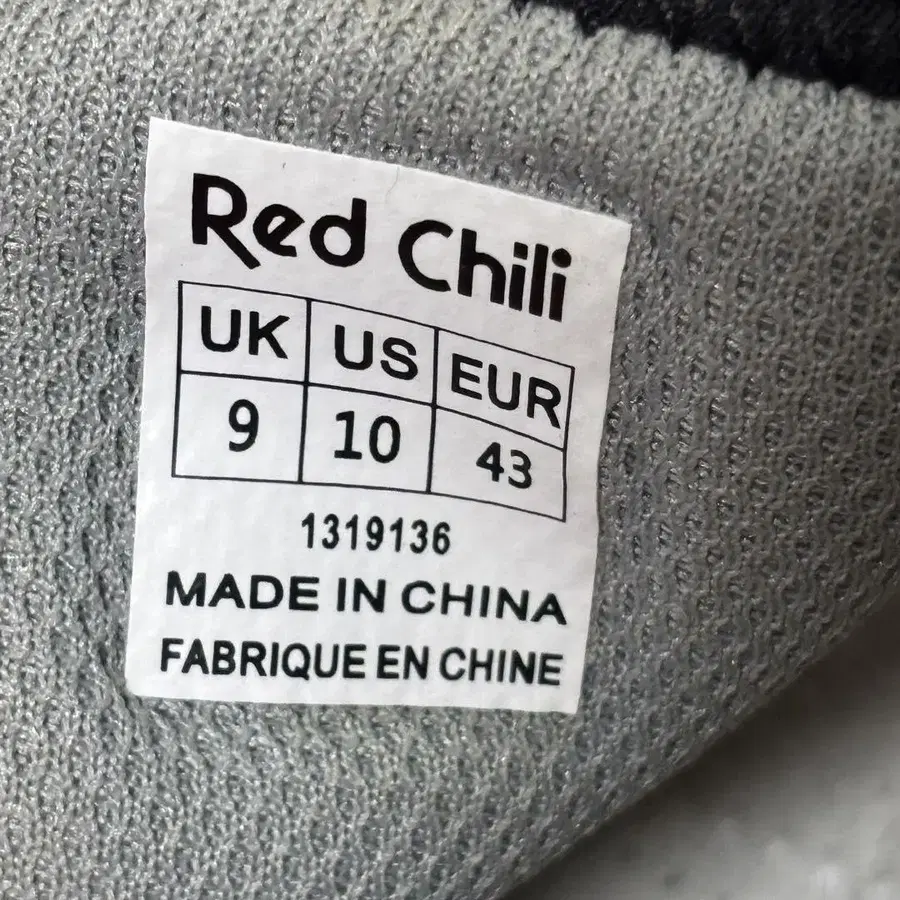 Red Chili
UK US EUR
9 10 43
1319136
MADE IN CHINA
FABRIQUE EN CHINE